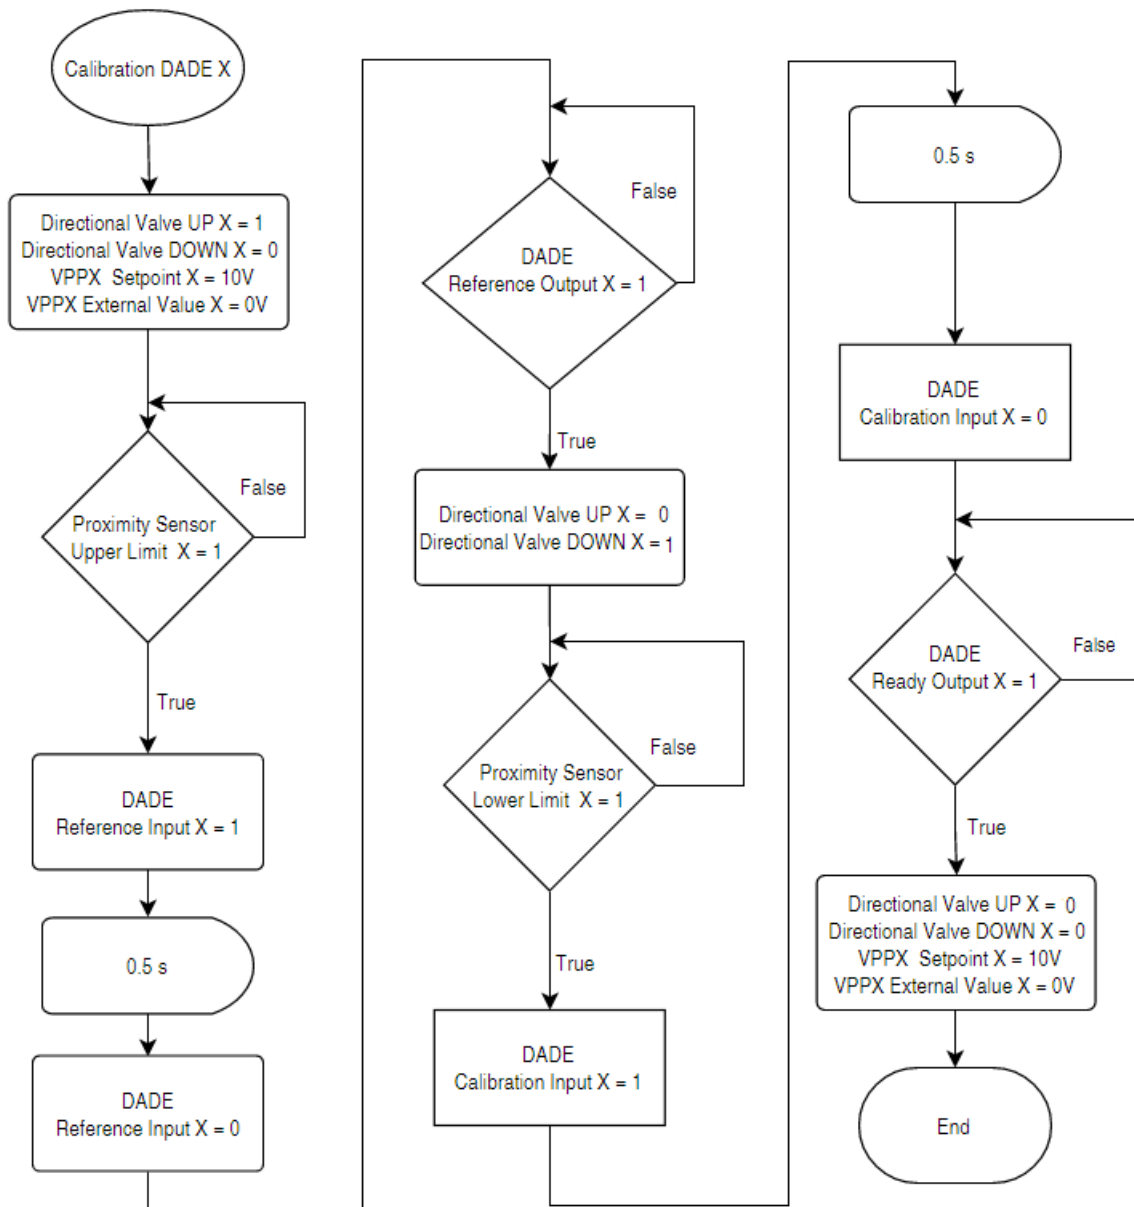 Calibration DADE X
Directional Valve UP X = 1
Directional Valve DOWN X = 0
VPPX Setpoint X = 10V
VPPX External Value X = 0V
False
Proximity Sensor
Upper Limit X = 1
True
DADE
Reference Input X = 1
0.5 s
DADE
Reference Input X = 0
False
DADE
Reference Output X = 1
True
Directional Valve UP X = 0
Directional Valve DOWN X = 1
False
Proximity Sensor
Lower Limit X = 1
True
DADE
Calibration Input X = 1
0.5 s
DADE
Calibration Input X = 0
False
DADE
Ready Output X = 1
True
Directional Valve UP X = 0
Directional Valve DOWN X = 0
VPPX Setpoint X = 10V
VPPX External Value X = 0V
End